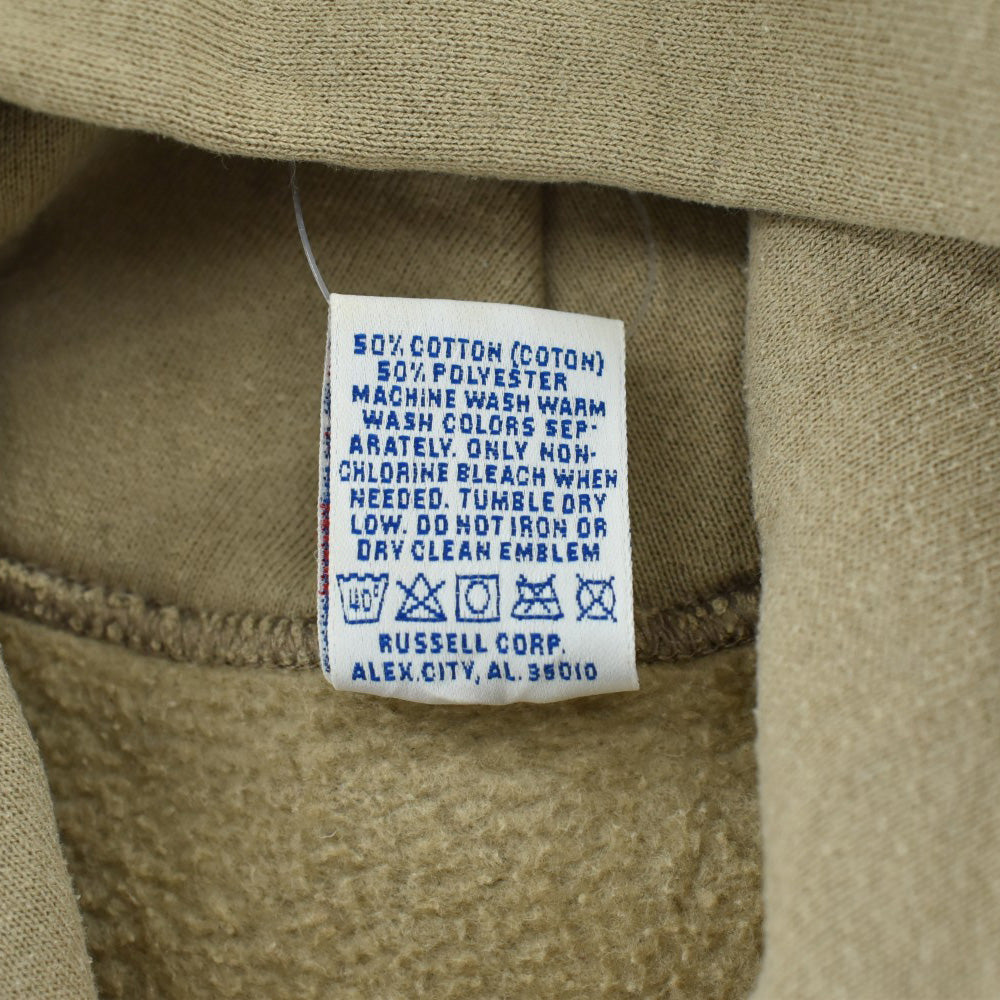 50% COTTON (COTON)
50% POLYESTER
MACHINE WASH WARM
WASH COLORS SEP-
ARATELY. ONLY NON-
CHLORINE BLEACH WHEN
NEEDED. TUMBLE DRY
LOW. DO NOT IRON OR
DRY CLEAN EMBLEM
40°
RUSSELL CORP.
ALEX.CITY, AL. 35010